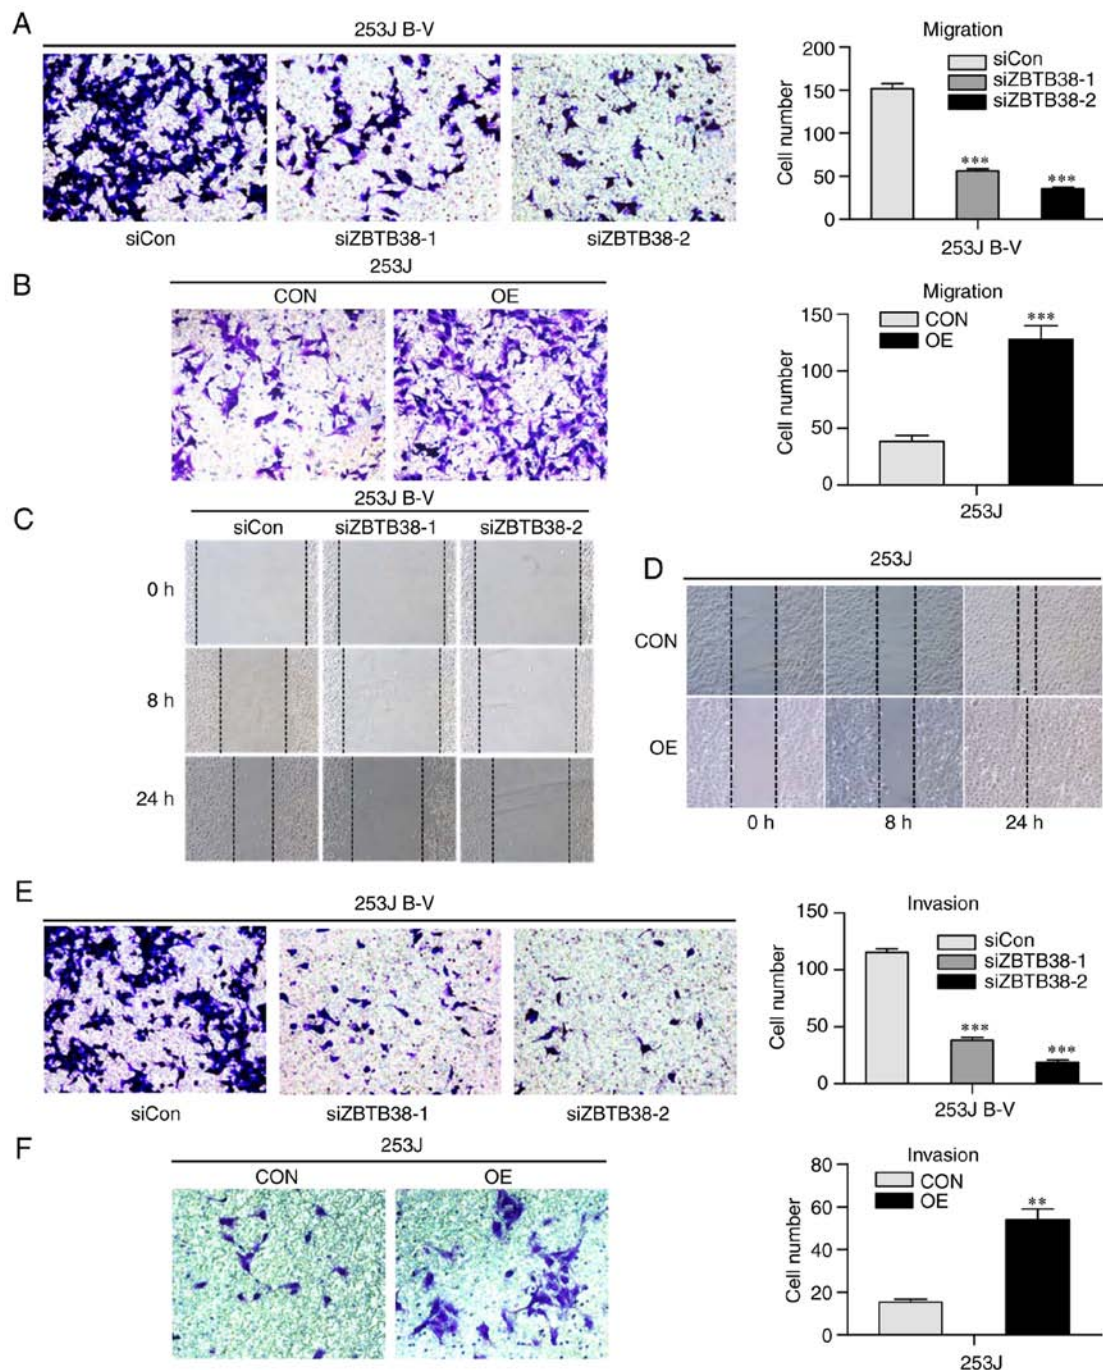 A
253J B-V
siCon
siZBTB38-1
siZBTB38-2
Migration
Cell number
200
150
100
50
0
siCon
siZBTB38-1
siZBTB38-2
***
***
253J B-V
B
253J
CON
OE
Migration
Cell number
150
100
50
0
CON
OE
***
253J
C
253J B-V
siCon
siZBTB38-1
siZBTB38-2
0 h
8 h
24 h
D
253J
CON
OE
0 h
8 h
24 h
E
253J B-V
siCon
siZBTB38-1
siZBTB38-2
Invasion
Cell number
150
100
50
0
siCon
siZBTB38-1
siZBTB38-2
***
***
253J B-V
F
253J
CON
OE
Invasion
Cell number
80
60
40
20
0
CON
OE
**
253J